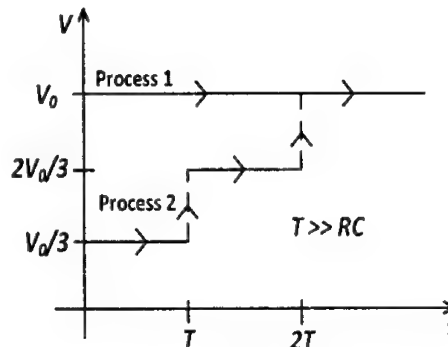 V
Process 1
V₀
2V₀/3
Process 2
T >> RC
V₀/3
T
2T